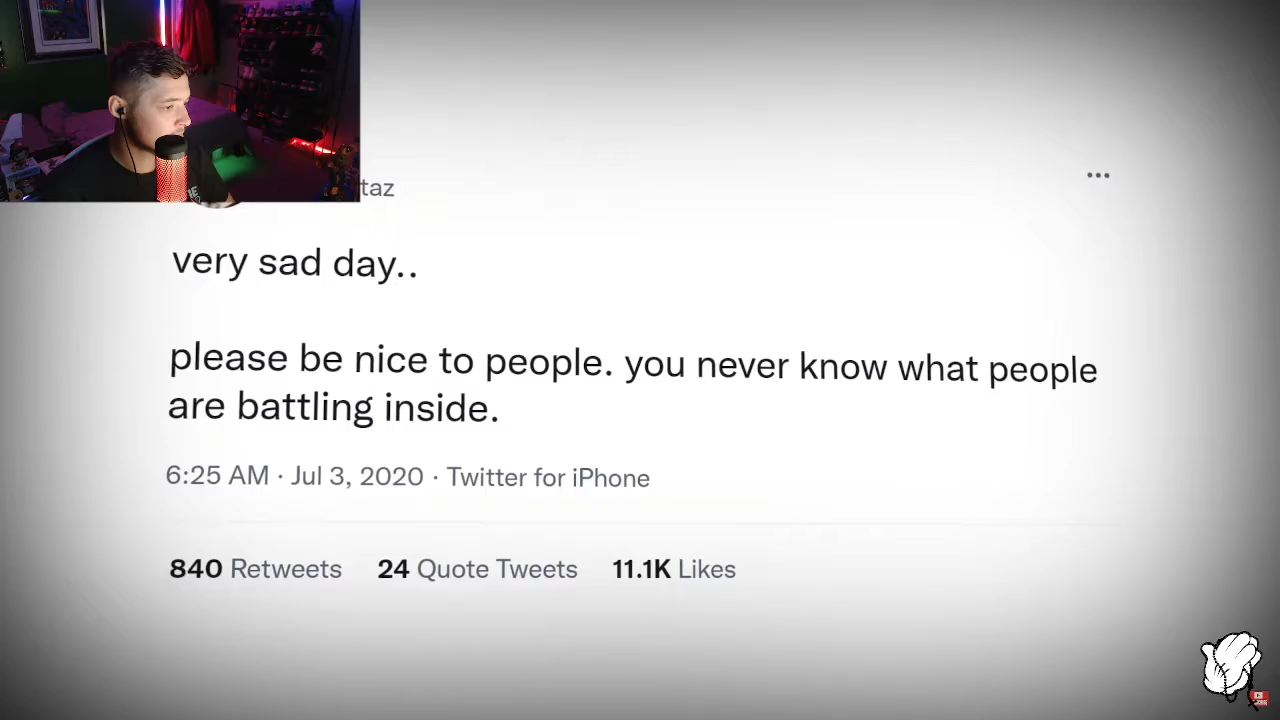 taz
very sad day..
please be nice to people. you never know what people
are battling inside.
6:25 AM · Jul 3, 2020 · Twitter for iPhone
840 Retweets 24 Quote Tweets 11.1K Likes